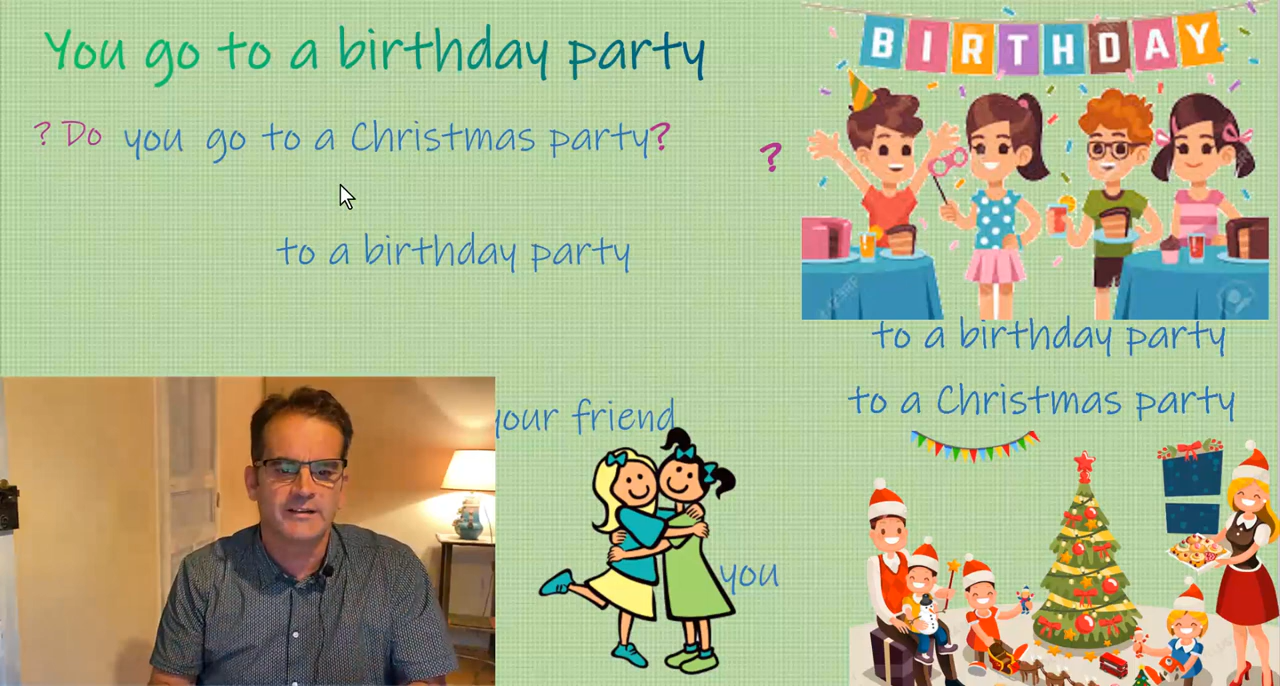 You go to a birthday party
? Do you go to a Christmas party?
?
to a birthday party
BIRTHDAY
to a birthday party
to a Christmas party
your friend
you